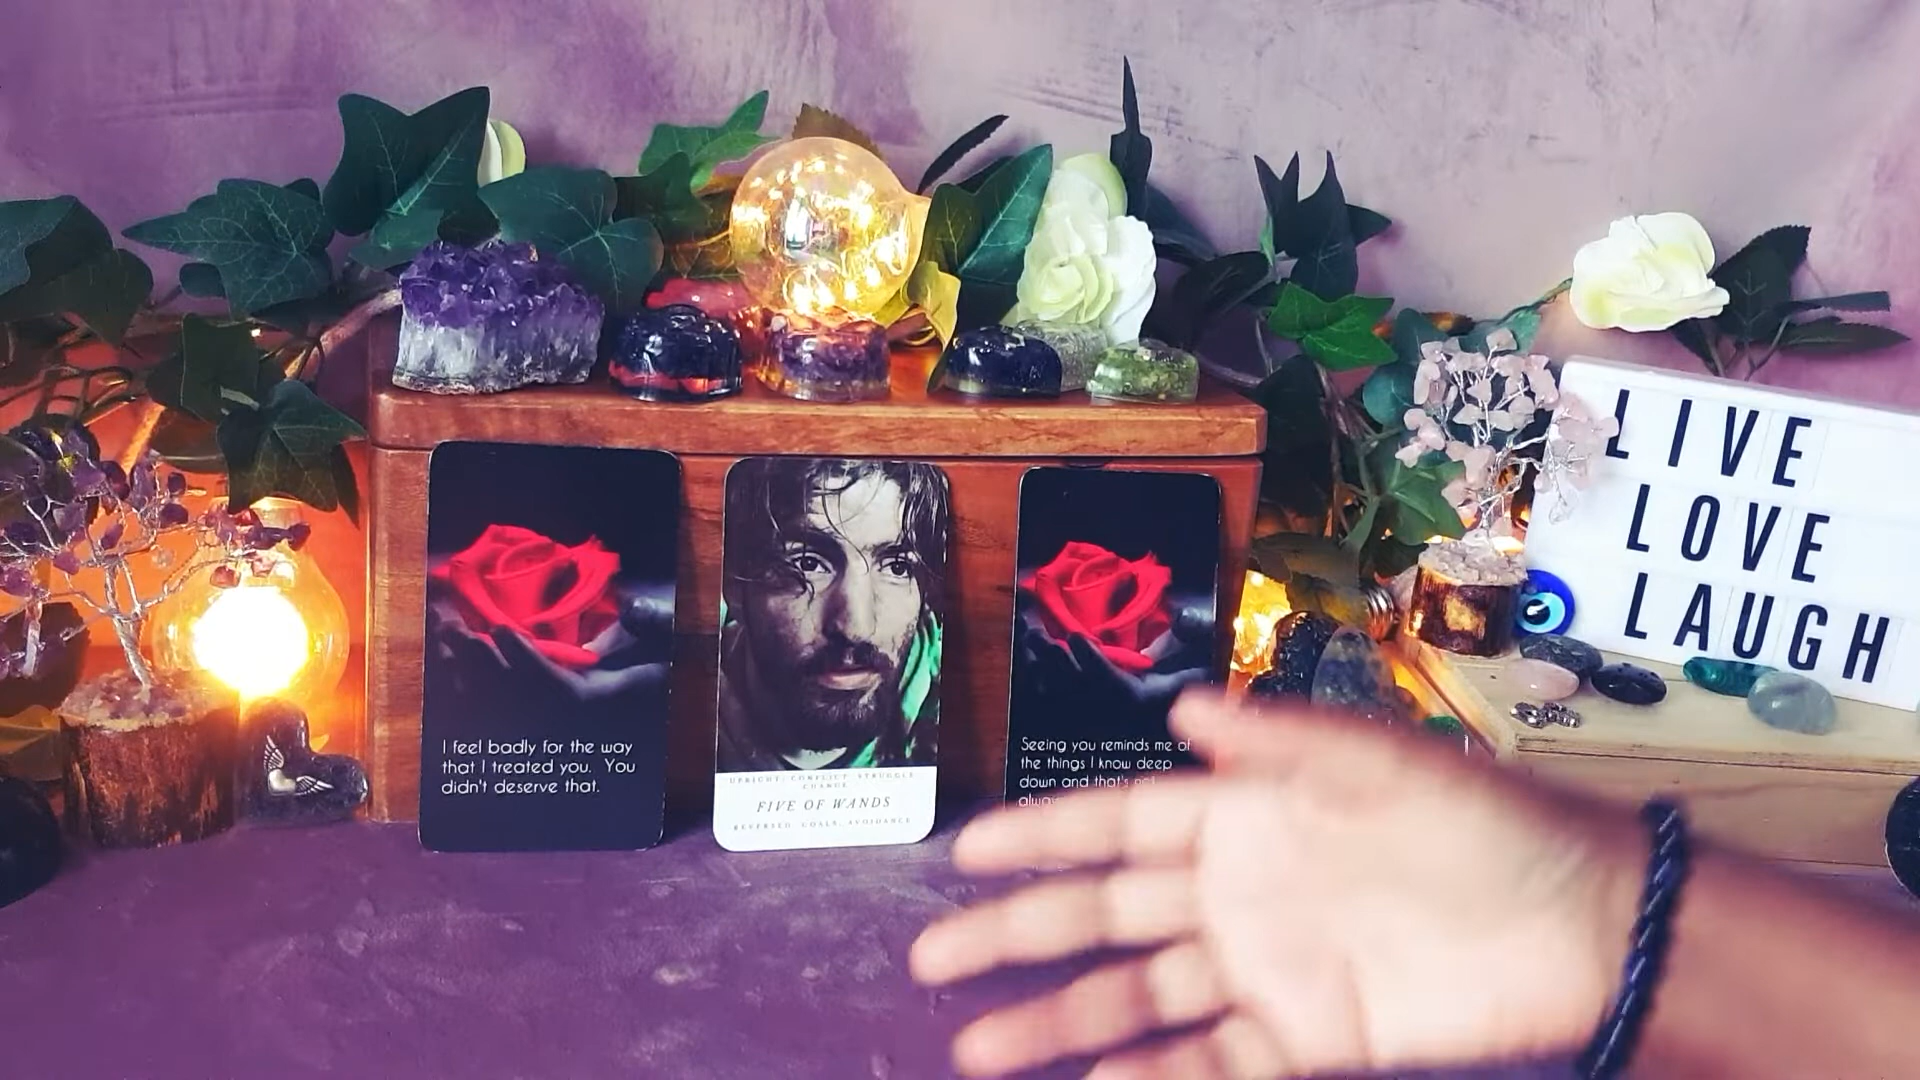 LIVE
LOVE
LAUGH
I feel badly for the way
that I treated you. You
didn't deserve that.
UPRIGHT: CONFLICT, STRUGGLE
CHANGE
FIVE OF WANDS
REVERSED: GOALS, AVOIDANCE
Seeing you reminds me of
the things I know deep
down and that's not